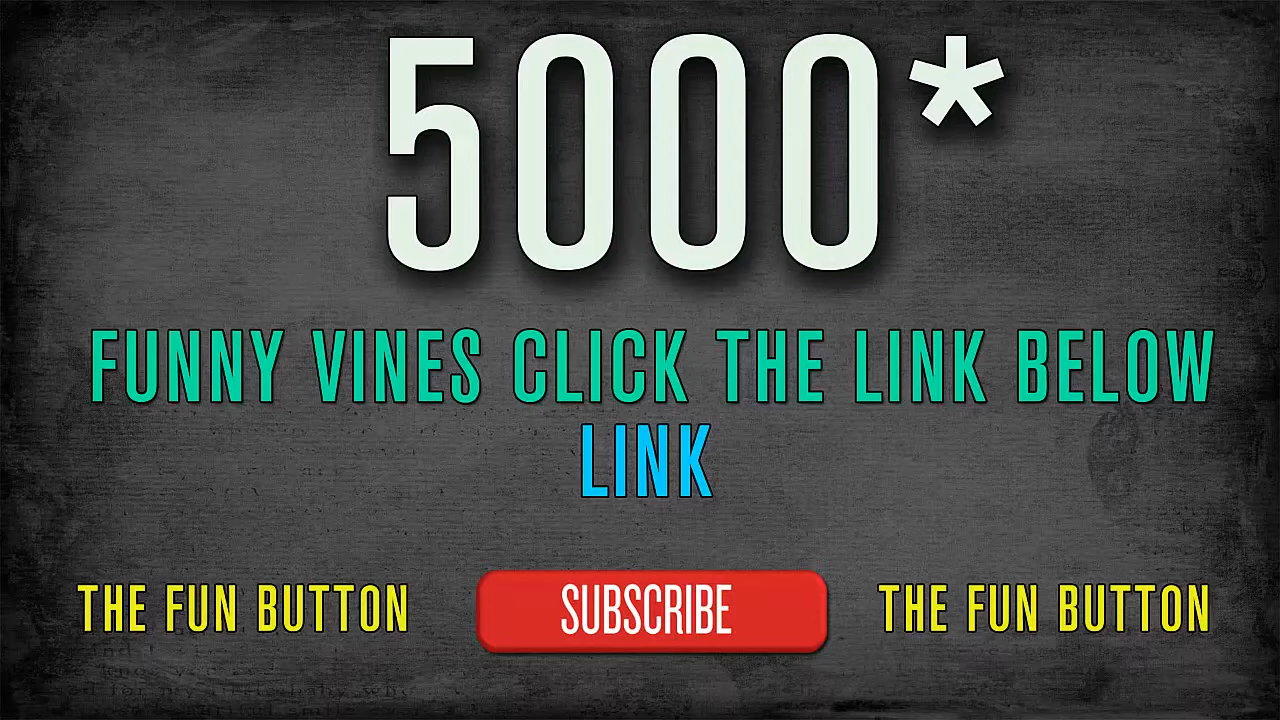 5000*
FUNNY VINES CLICK THE LINK BELOW
LINK
THE FUN BUTTON SUBSCRIBE THE FUN BUTTON